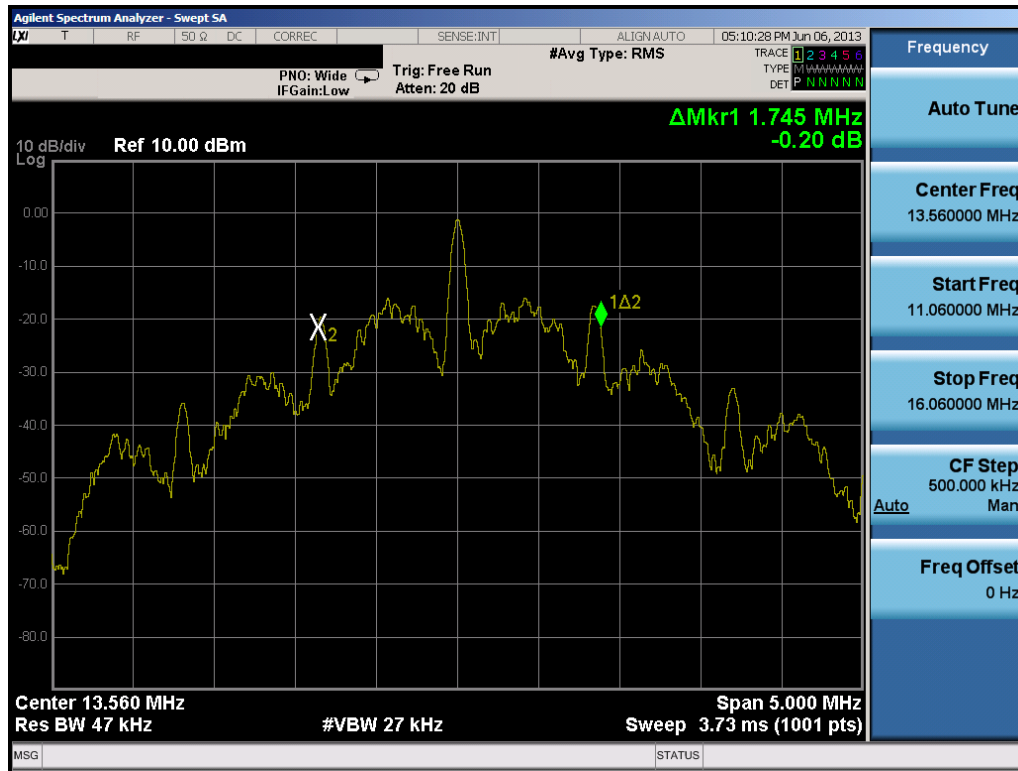 Agilent Spectrum Analyzer - Swept SA
LXI T RF 50 Ω DC CORREC SENSE:INT ALIGN AUTO 05:10:28 PM Jun 06, 2013
PNO: Wide Trig: Free Run #Avg Type: RMS TRACE 1 2 3 4 5 6
IFGain:Low Atten: 20 dB TYPE M W W W W W
DET P N N N N N
ΔMkr1 1.745 MHz
-0.20 dB
10 dB/div Ref 10.00 dBm
Log
0.00
-10.0
-20.0
-30.0
-40.0
-50.0
-60.0
-70.0
-80.0
X2
1Δ2
Center 13.560 MHz Span 5.000 MHz
Res BW 47 kHz #VBW 27 kHz Sweep 3.73 ms (1001 pts)
MSG STATUS
Frequency
Auto Tune
Center Freq
13.560000 MHz
Start Freq
11.060000 MHz
Stop Freq
16.060000 MHz
CF Step
500.000 kHz
Auto Man
Freq Offset
0 Hz